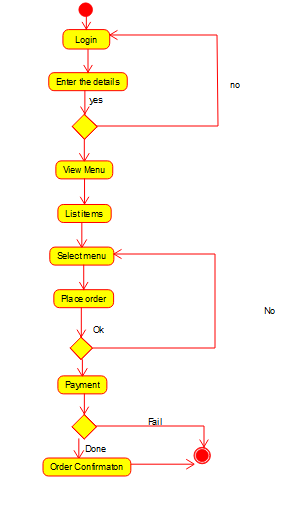 Login
no
Enter the details
yes
View Menu
List items
Select menu
Place order
No
Ok
Payment
Fail
Done
Order Confirmaton